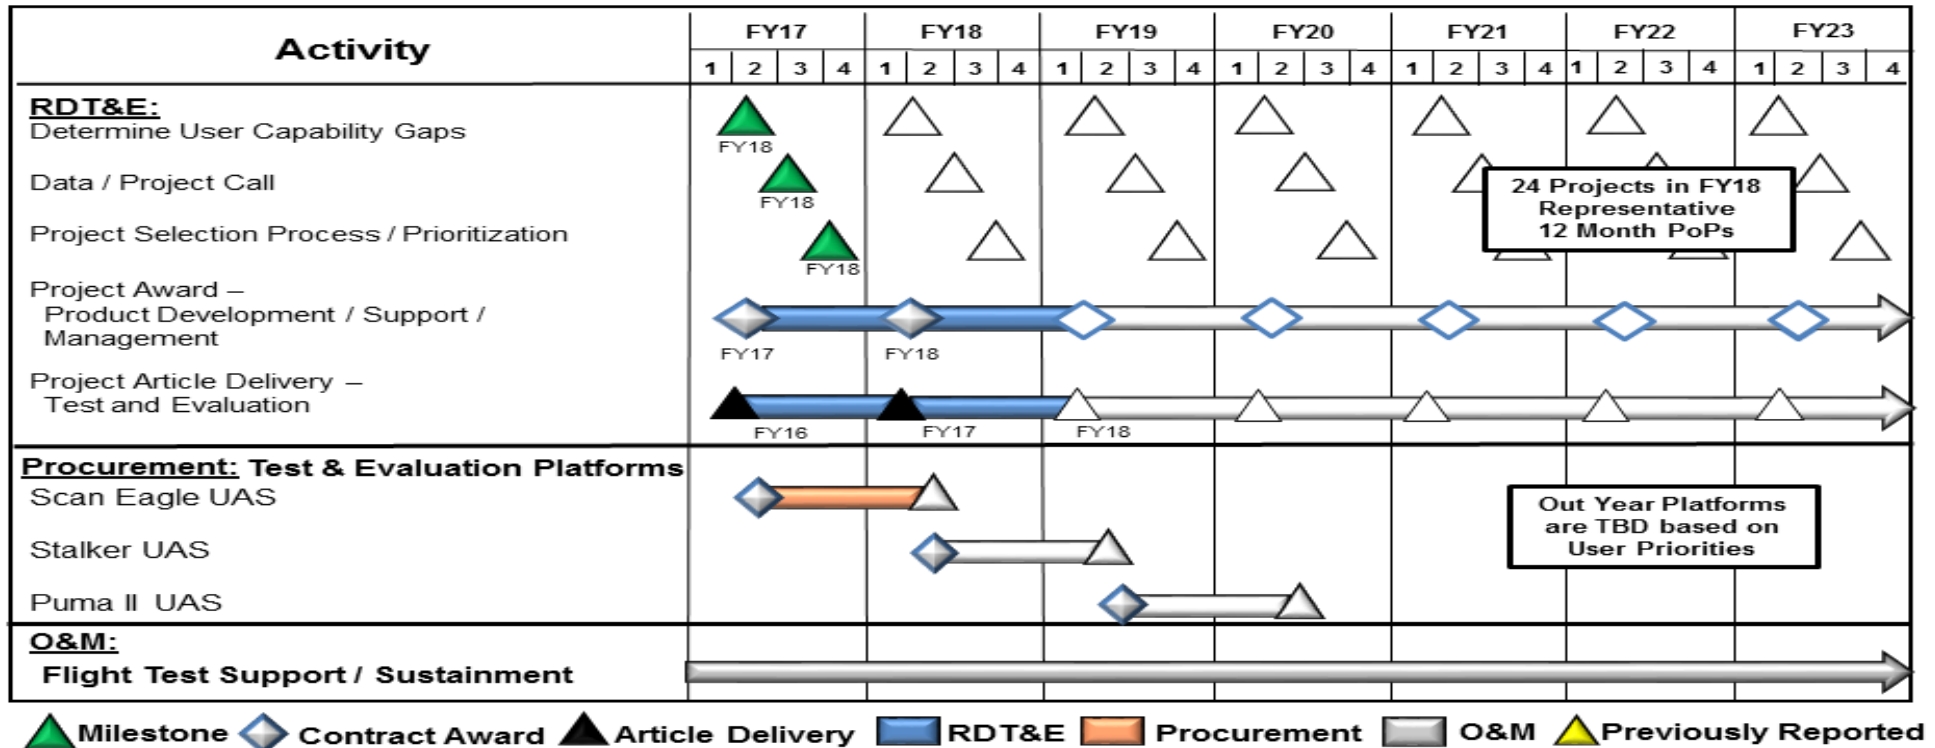 Activity
FY17 FY18 FY19 FY20 FY21 FY22 FY23
1 2 3 4 1 2 3 4 1 2 3 4 1 2 3 4 1 2 3 4 1 2 3 4 1 2 3 4
RDT&E:
Determine User Capability Gaps
FY18
Data / Project Call
FY18
24 Projects in FY18
Representative
12 Month PoPs
Project Selection Process / Prioritization
FY18
Project Award –
Product Development / Support /
Management
FY17 FY18
Project Article Delivery –
Test and Evaluation
FY16 FY17 FY18
Procurement: Test & Evaluation Platforms
Scan Eagle UAS
Out Year Platforms
are TBD based on
User Priorities
Stalker UAS
Puma II UAS
O&M:
Flight Test Support / Sustainment
Milestone Contract Award Article Delivery RDT&E Procurement O&M Previously Reported